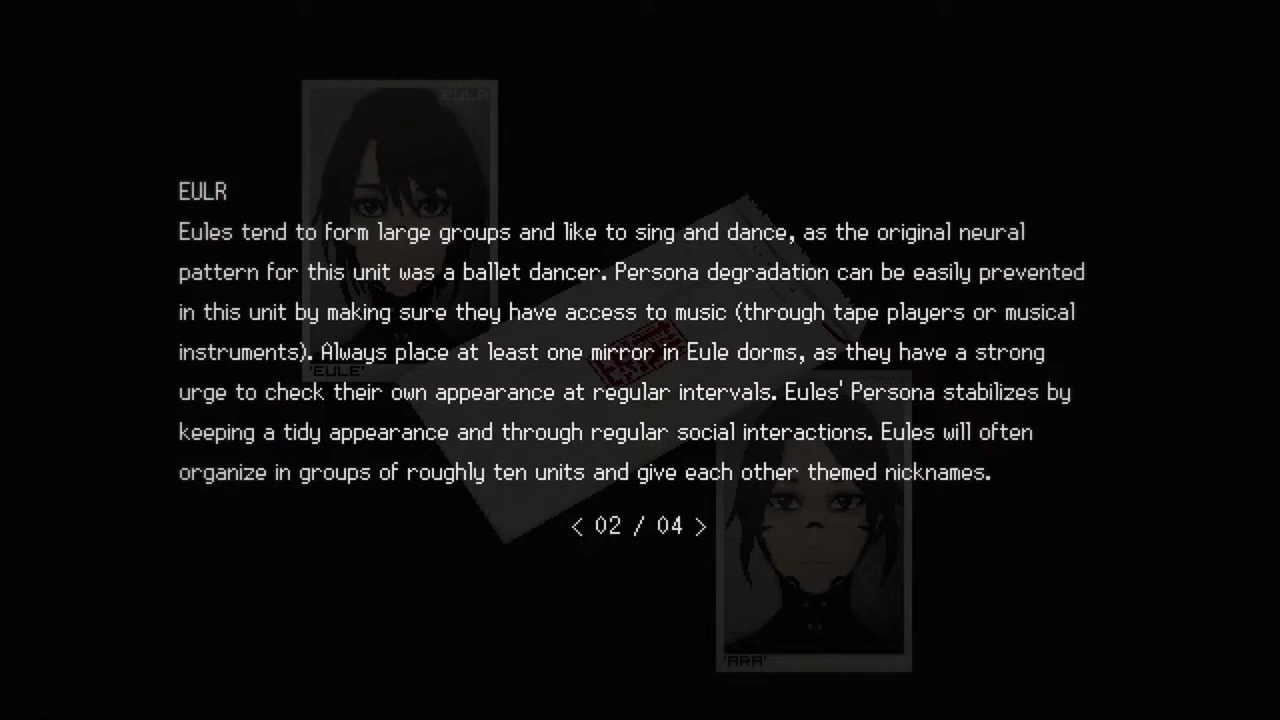 EULR
EULR
Eules tend to form large groups and like to sing and dance, as the original neural
pattern for this unit was a ballet dancer. Persona degradation can be easily prevented
in this unit by making sure they have access to music (through tape players or musical
instruments). Always place at least one mirror in Eule dorms, as they have a strong
'EULE'
urge to check their own appearance at regular intervals. Eules' Persona stabilizes by
keeping a tidy appearance and through regular social interactions. Eules will often
organize in groups of roughly ten units and give each other themed nicknames.
< 02 / 04 >
'ARA'